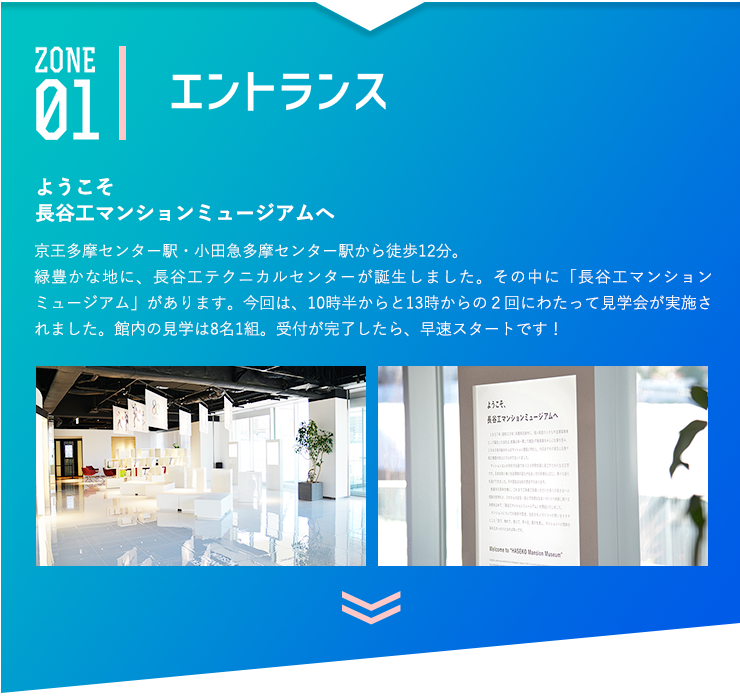 ZONE
01
エントランス
ようこそ
長谷工マンションミュージアムへ
京王多摩センター駅・小田急多摩センター駅から徒歩12分。
緑豊かな地に、長谷工テクニカルセンターが誕生しました。その中に「長谷工マンション
ミュージアム」があります。今回は、10時半からと13時からの２回にわたって見学会が実施さ
れました。館内の見学は8名1組。受付が完了したら、早速スタートです！
ようこそ、
長谷工マンションミュージアムへ
Welcome to "HASEKO Mansion Museum"